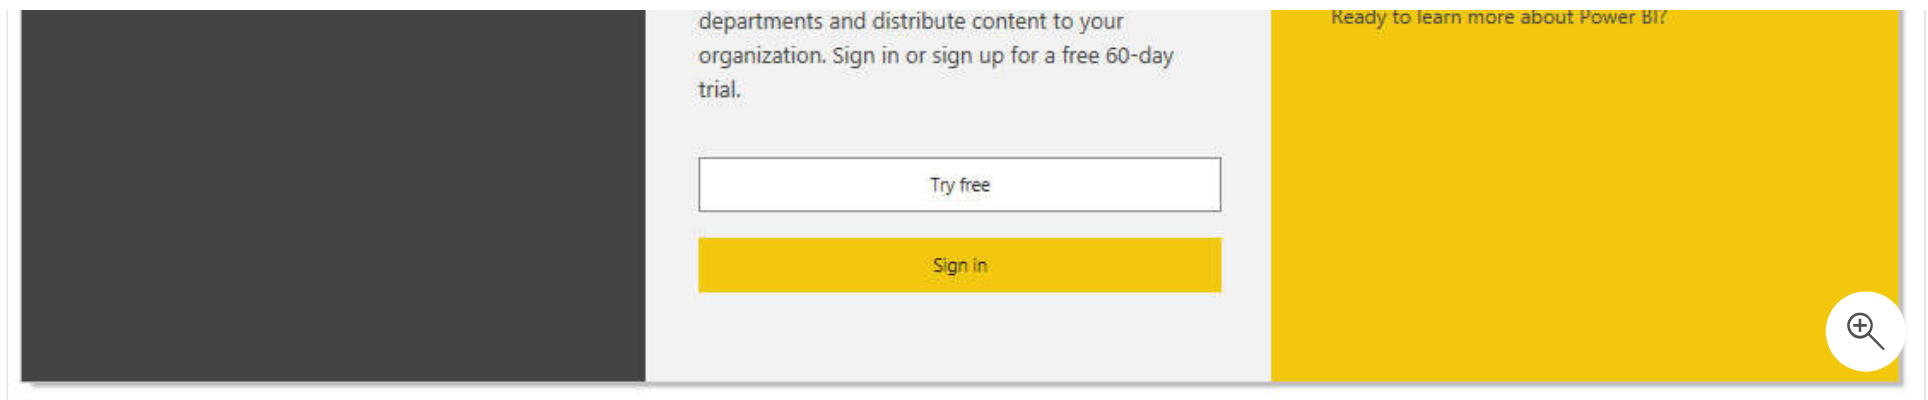 departments and distribute content to your
organization. Sign in or sign up for a free 60-day
trial.
Try free
Sign in
Ready to learn more about Power BI?